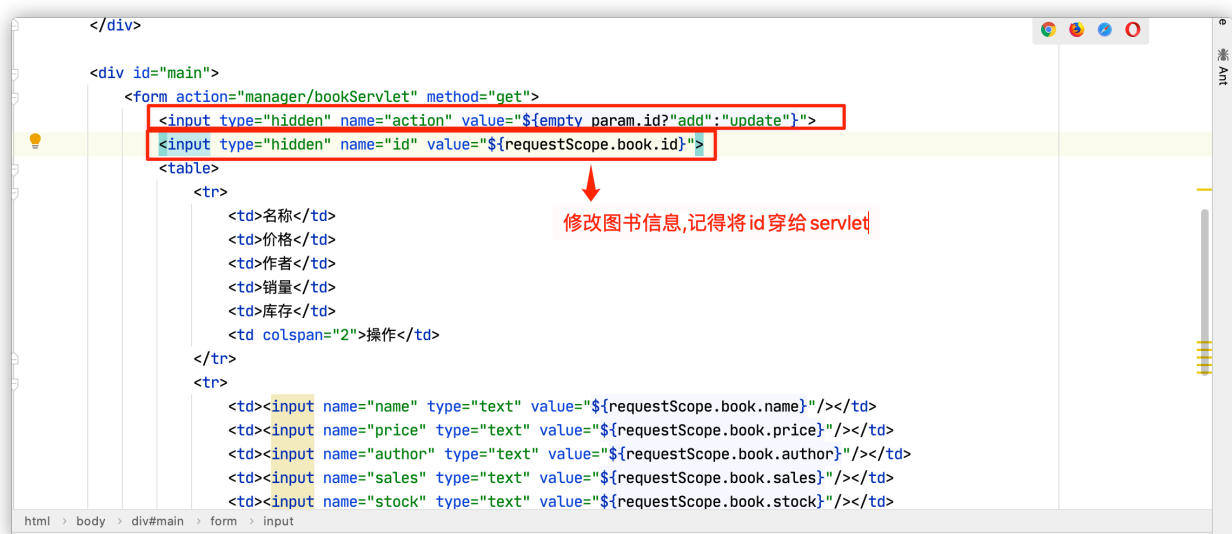 </div>
e
<div id="main">
Ant
<form action="manager/bookServlet" method="get">
<input type="hidden" name="action" value="${empty param.id?"add":"update"}">
<input type="hidden" name="id" value="${requestScope.book.id}">
<table>
<tr>
修改图书信息,记得将id穿给servlet
<td>名称</td>
<td>价格</td>
<td>作者</td>
<td>销量</td>
<td>库存</td>
<td colspan="2">操作</td>
</tr>
<tr>
<td><input name="name" type="text" value="${requestScope.book.name}"/></td>
<td><input name="price" type="text" value="${requestScope.book.price}"/></td>
<td><input name="author" type="text" value="${requestScope.book.author}"/></td>
<td><input name="sales" type="text" value="${requestScope.book.sales}"/></td>
<td><input name="stock" type="text" value="${requestScope.book.stock}"/></td>
html › body › div#main › form › input